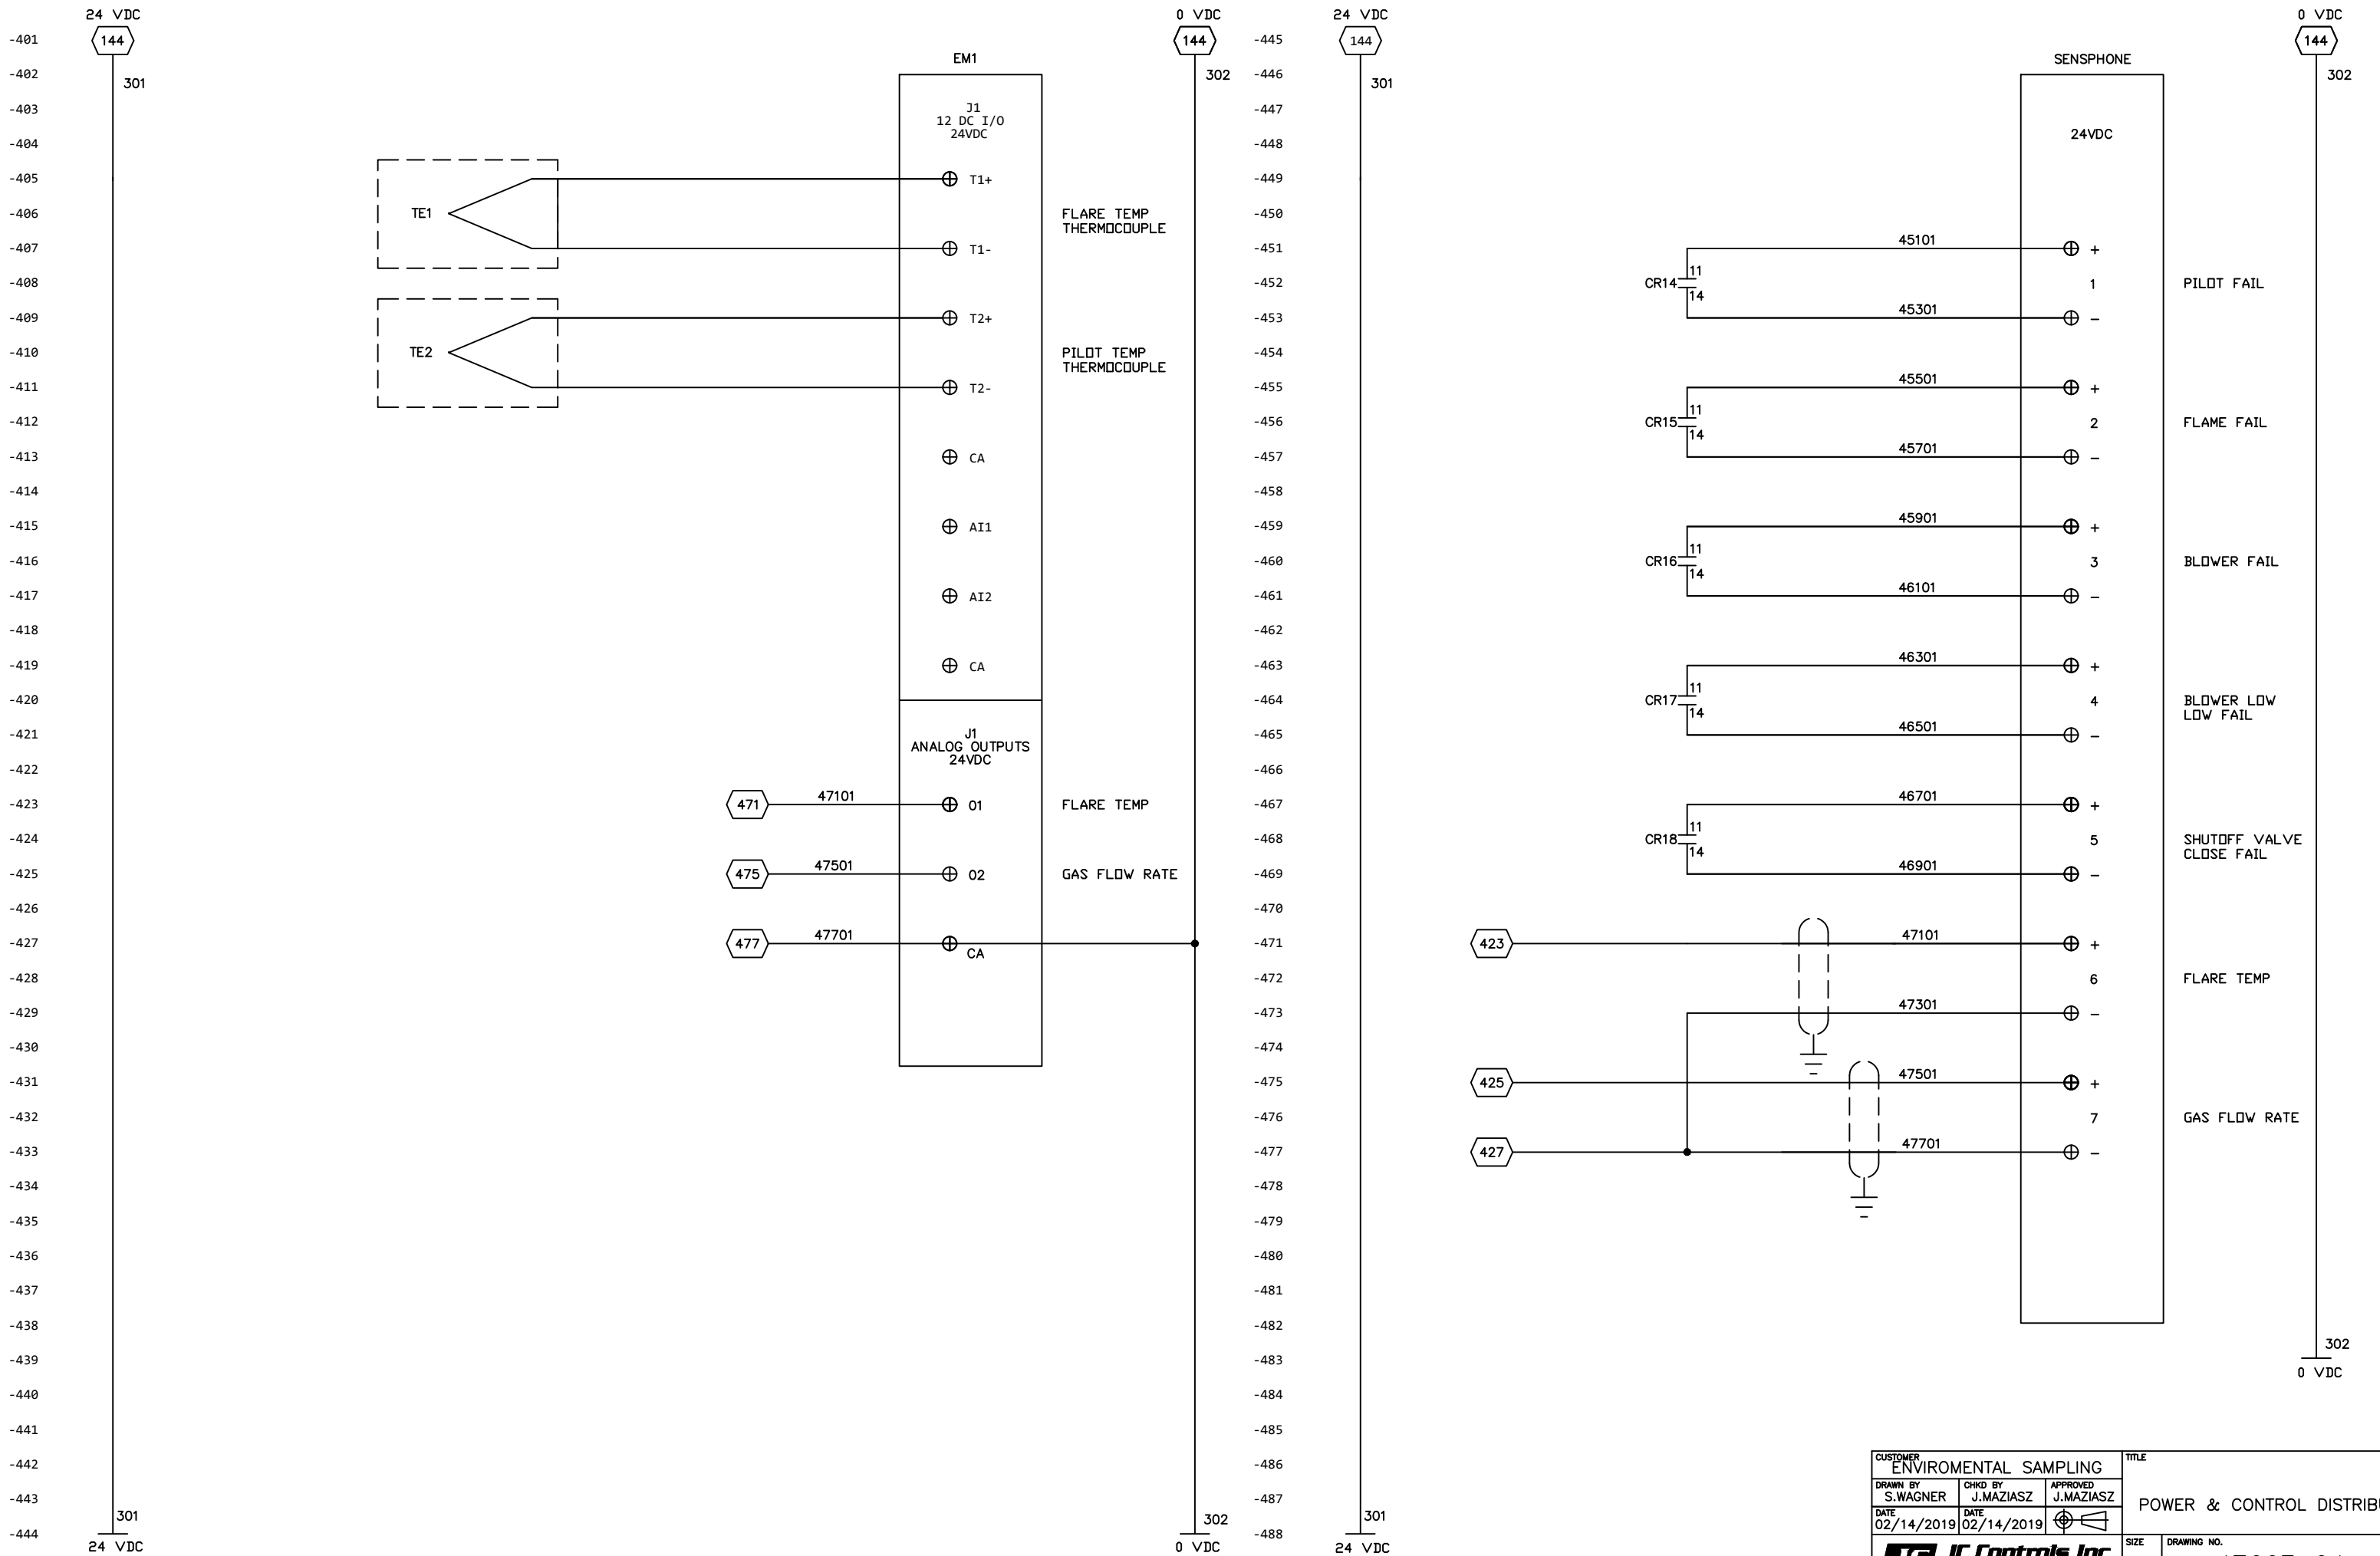 24 VDC
144
301
-401
-402
-403
-404
-405
-406
-407
-408
-409
-410
-411
-412
-413
-414
-415
-416
-417
-418
-419
-420
-421
-422
-423
-424
-425
-426
-427
-428
-429
-430
-431
-432
-433
-434
-435
-436
-437
-438
-439
-440
-441
-442
-443
-444
301
24 VDC
TE1
TE2
EM1
J1
12 DC I/O
24VDC
T1+
T1-
T2+
T2-
CA
AI1
AI2
CA
J1
ANALOG OUTPUTS
24VDC
471
47101
O1
475
47501
O2
477
47701
CA
FLARE TEMP
THERMOCOUPLE
PILOT TEMP
THERMOCOUPLE
FLARE TEMP
GAS FLOW RATE
0 VDC
144
302
302
0 VDC
-445
-446
-447
-448
-449
-450
-451
-452
-453
-454
-455
-456
-457
-458
-459
-460
-461
-462
-463
-464
-465
-466
-467
-468
-469
-470
-471
-472
-473
-474
-475
-476
-477
-478
-479
-480
-481
-482
-483
-484
-485
-486
-487
-488
24 VDC
144
301
301
24 VDC
SENSPHONE
24VDC
45101
+
CR14
11
14
1
PILOT FAIL
45301
-
45501
+
CR15
11
14
2
FLAME FAIL
45701
-
45901
+
CR16
11
14
3
BLOWER FAIL
46101
-
46301
+
CR17
11
14
4
BLOWER LOW
LOW FAIL
46501
-
46701
+
CR18
11
14
5
SHUTOFF VALVE
CLOSE FAIL
46901
-
423
47101
+
6
FLARE TEMP
47301
-
425
47501
+
7
GAS FLOW RATE
427
47701
-
0 VDC
144
302
302
0 VDC
CUSTOMER
ENVIROMENTAL SAMPLING
DRAWN BY
S.WAGNER
CHKD BY
J.MAZIASZ
APPROVED
J.MAZIASZ
DATE
02/14/2019
DATE
02/14/2019
TITLE
POWER & CONTROL
SIZE
DRAWING NO.
IC Controls Inc